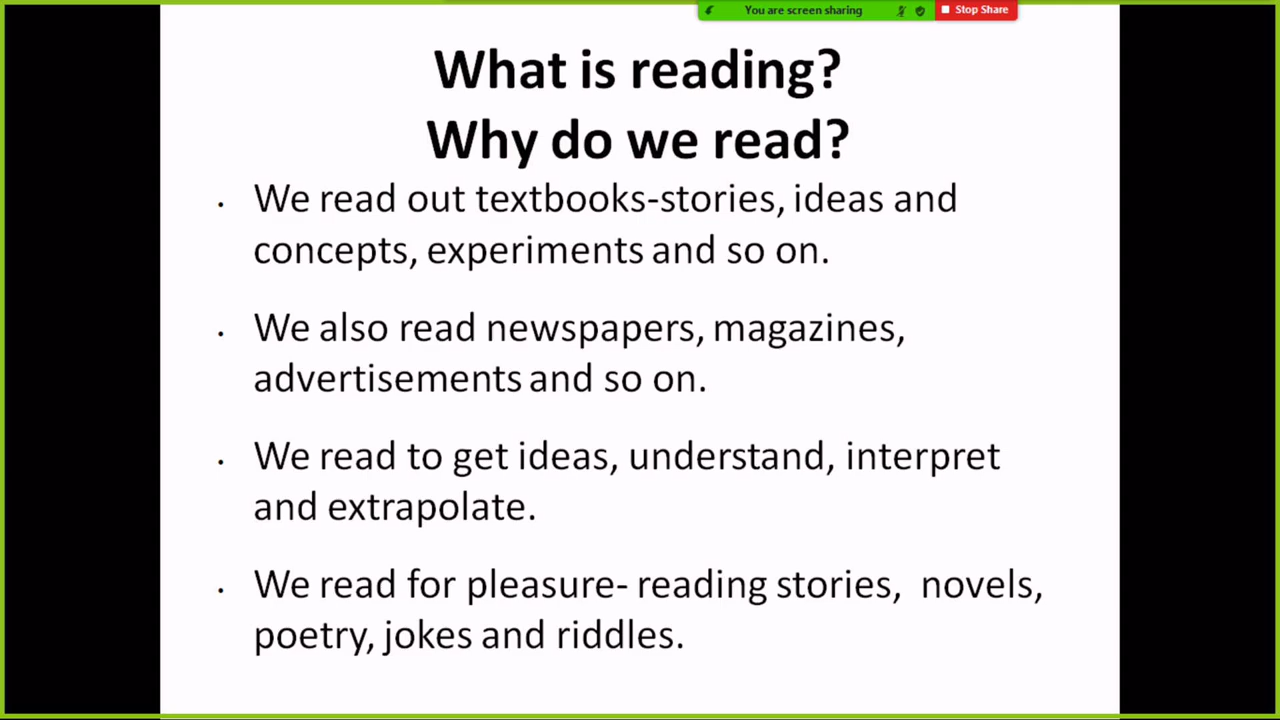 You are screen sharing
Stop Share
What is reading?
Why do we read?
• We read out textbooks-stories, ideas and
concepts, experiments and so on.
• We also read newspapers, magazines,
advertisements and so on.
• We read to get ideas, understand, interpret
and extrapolate.
• We read for pleasure- reading stories, novels,
poetry, jokes and riddles.